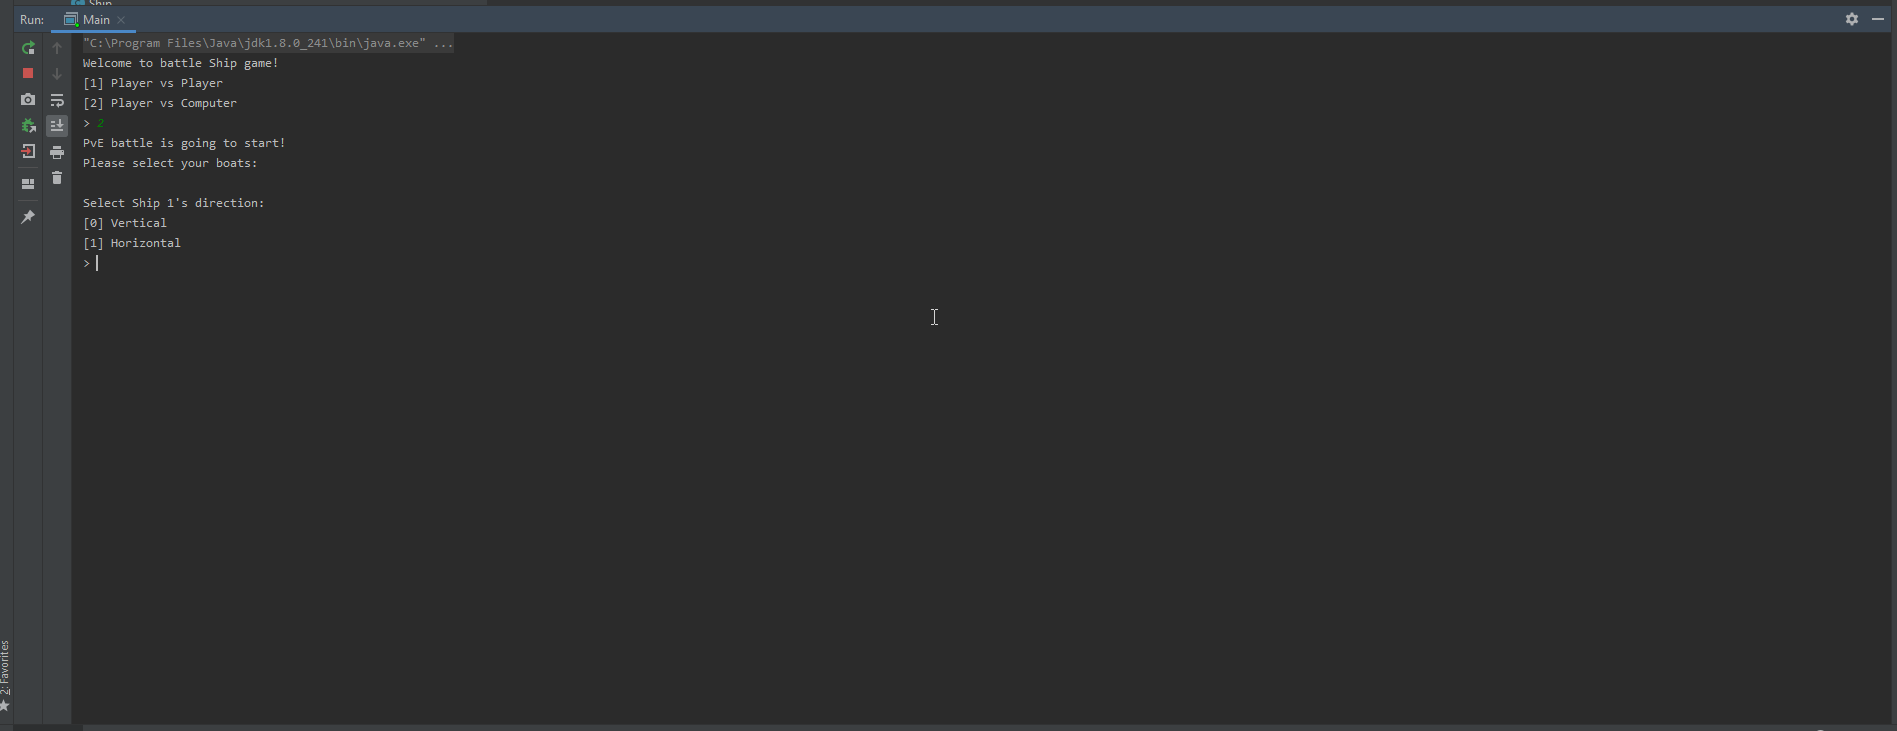 Ship
Run: Main
"C:\Program Files\Java\jdk1.8.0_241\bin\java.exe" ...
Welcome to battle Ship game!
[1] Player vs Player
[2] Player vs Computer
> 2
PvE battle is going to start!
Please select your boats:
Select Ship 1's direction:
[0] Vertical
[1] Horizontal
>
2: Favorites